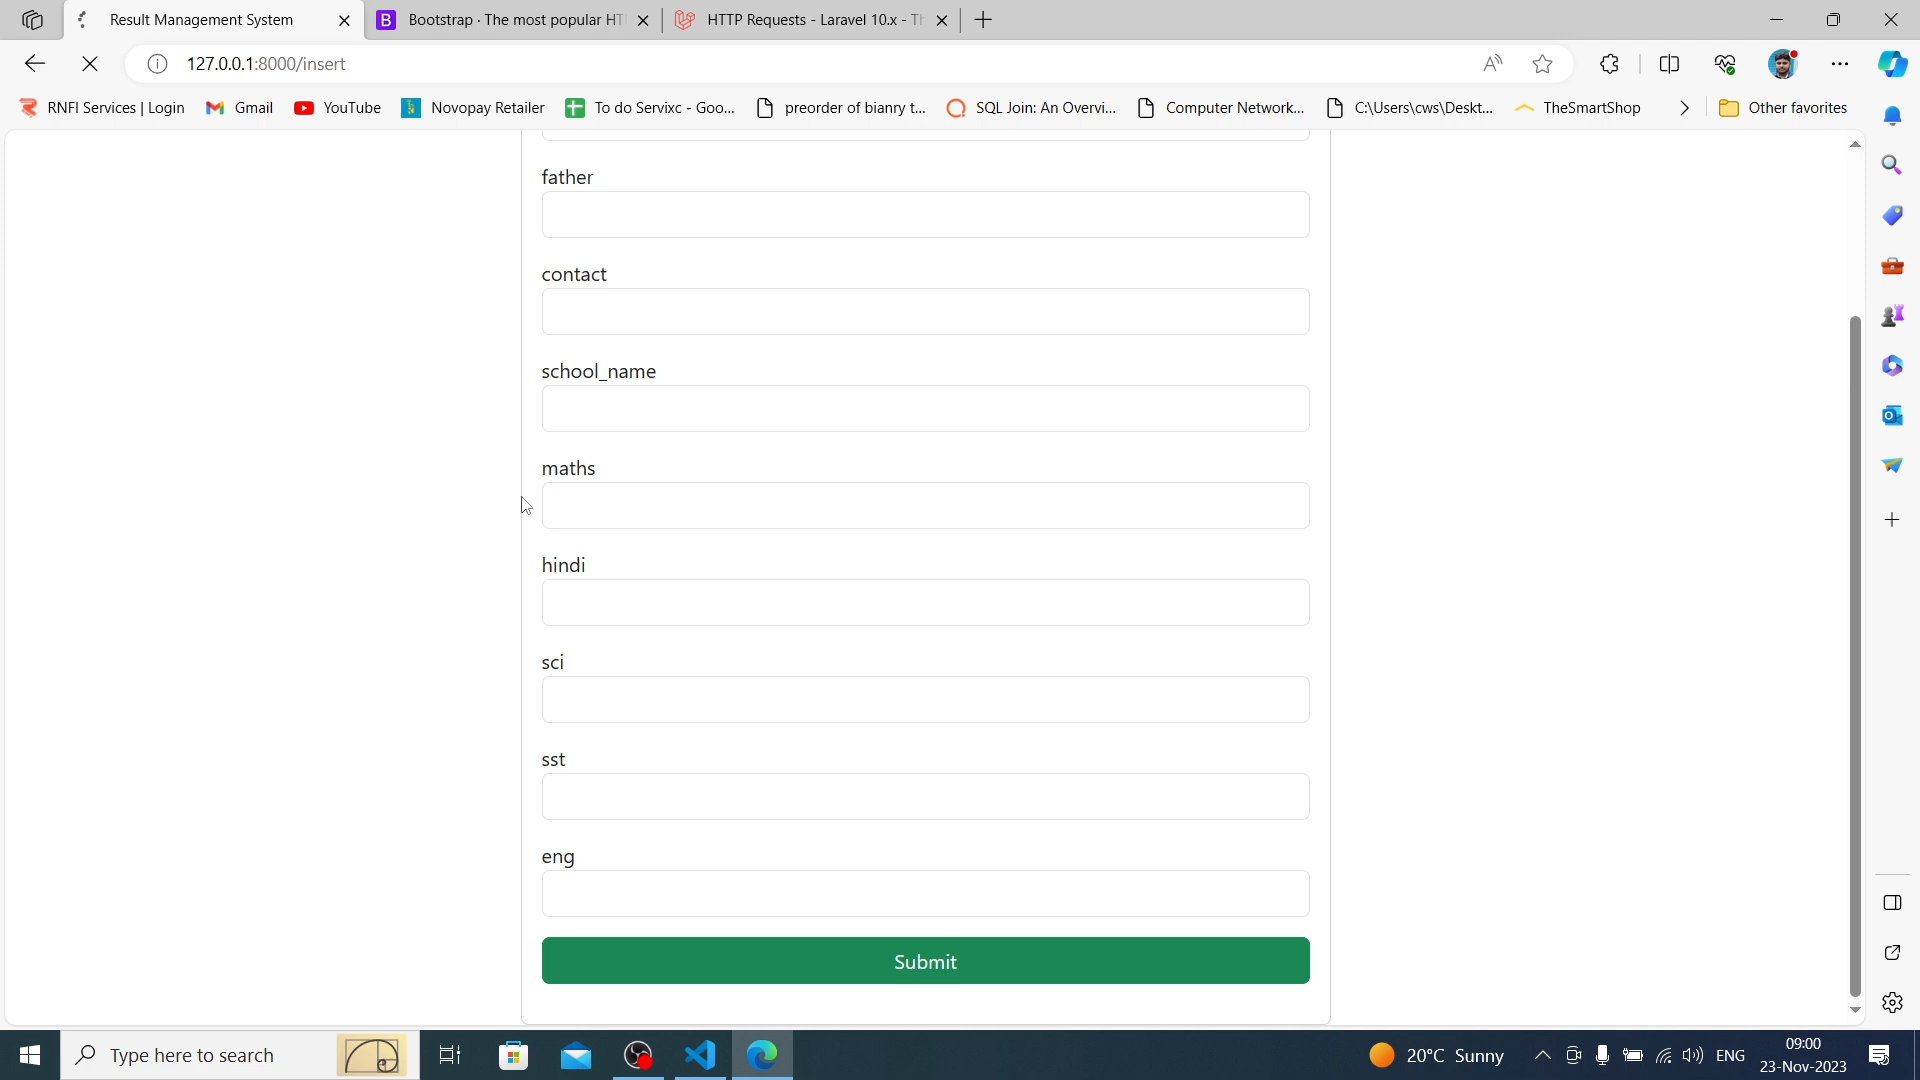 Result Management System
Bootstrap · The most popular HT
HTTP Requests - Laravel 10.x - Th
127.0.0.1:8000/insert
RNFI Services | Login
Gmail
YouTube
Novopay Retailer
To do Servixc - Goo...
preorder of bianry t...
SQL Join: An Overvi...
Computer Network...
C:\Users\cws\Deskt...
TheSmartShop
Other favorites
father
contact
school_name
maths
hindi
sci
sst
eng
Submit
Type here to search
20°C Sunny
ENG
09:00
23-Nov-2023